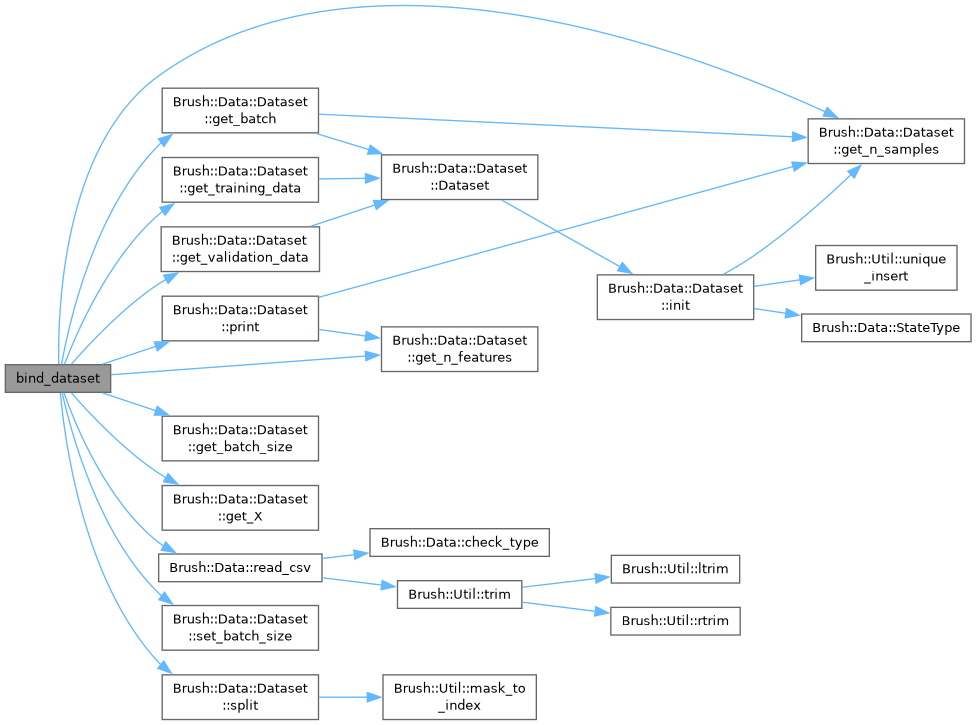 bind_dataset
Brush::Data::Dataset
::get_batch
Brush::Data::Dataset
::get_training_data
Brush::Data::Dataset
::get_validation_data
Brush::Data::Dataset
::print
Brush::Data::Dataset
::get_batch_size
Brush::Data::Dataset
::get_X
Brush::Data::read_csv
Brush::Data::Dataset
::set_batch_size
Brush::Data::Dataset
::split
Brush::Data::Dataset
::Dataset
Brush::Data::Dataset
::get_n_features
Brush::Data::check_type
Brush::Util::trim
Brush::Util::mask_to
_index
Brush::Data::Dataset
::init
Brush::Util::ltrim
Brush::Util::rtrim
Brush::Data::Dataset
::get_n_samples
Brush::Util::unique
_insert
Brush::Data::StateType